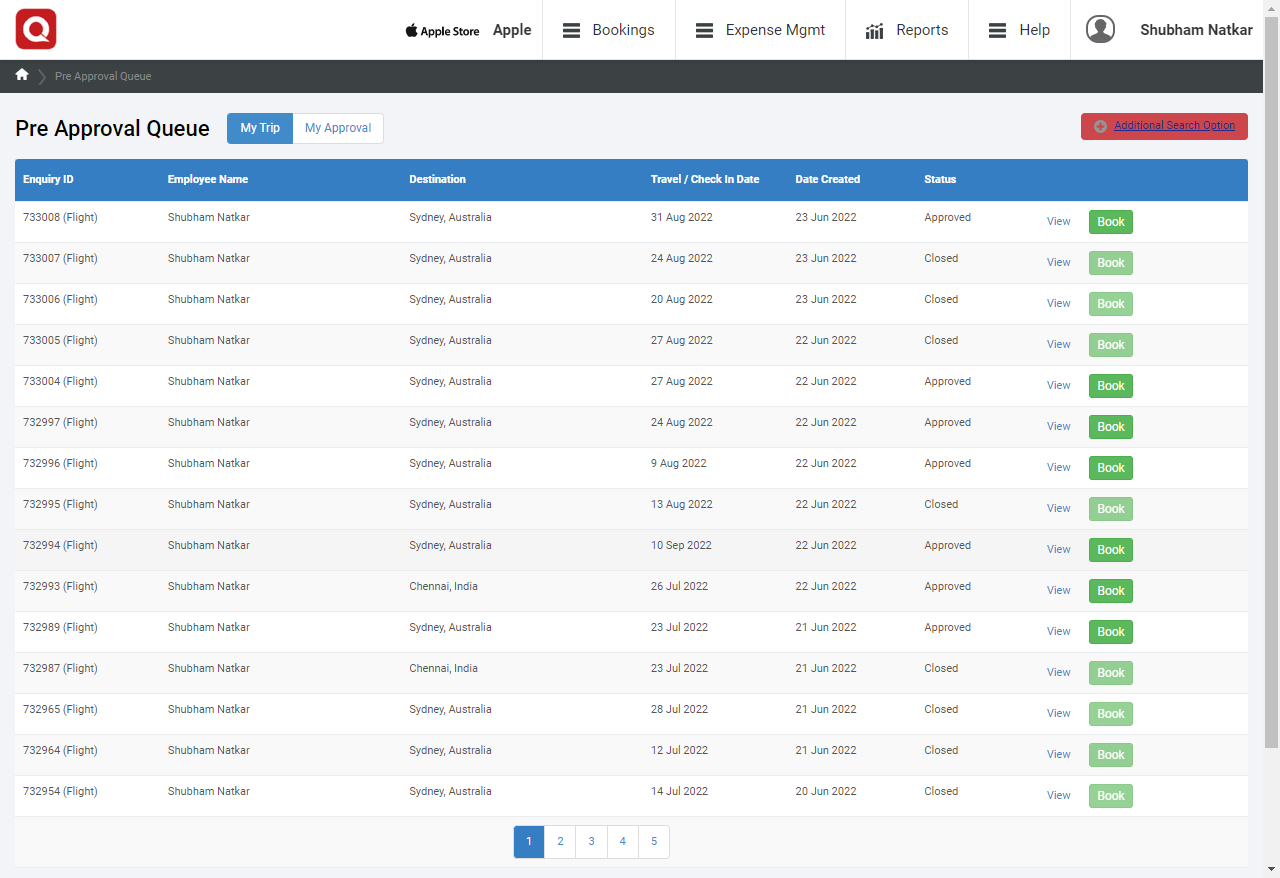 Apple Store Apple Bookings Expense Mgmt Reports Help Shubham Natkar
Pre Approval Queue
Pre Approval Queue My Trip My Approval Additional Search Option
Enquiry ID Employee Name Destination Travel / Check In Date Date Created Status
733008 (Flight) Shubham Natkar Sydney, Australia 31 Aug 2022 23 Jun 2022 Approved View Book
733007 (Flight) Shubham Natkar Sydney, Australia 24 Aug 2022 23 Jun 2022 Closed View Book
733006 (Flight) Shubham Natkar Sydney, Australia 20 Aug 2022 23 Jun 2022 Closed View Book
733005 (Flight) Shubham Natkar Sydney, Australia 27 Aug 2022 22 Jun 2022 Closed View Book
733004 (Flight) Shubham Natkar Sydney, Australia 27 Aug 2022 22 Jun 2022 Approved View Book
732997 (Flight) Shubham Natkar Sydney, Australia 24 Aug 2022 22 Jun 2022 Approved View Book
732996 (Flight) Shubham Natkar Sydney, Australia 9 Aug 2022 22 Jun 2022 Approved View Book
732995 (Flight) Shubham Natkar Sydney, Australia 13 Aug 2022 22 Jun 2022 Closed View Book
732994 (Flight) Shubham Natkar Sydney, Australia 10 Sep 2022 22 Jun 2022 Approved View Book
732993 (Flight) Shubham Natkar Chennai, India 26 Jul 2022 22 Jun 2022 Approved View Book
732989 (Flight) Shubham Natkar Sydney, Australia 23 Jul 2022 21 Jun 2022 Approved View Book
732987 (Flight) Shubham Natkar Chennai, India 23 Jul 2022 21 Jun 2022 Closed View Book
732965 (Flight) Shubham Natkar Sydney, Australia 28 Jul 2022 21 Jun 2022 Closed View Book
732964 (Flight) Shubham Natkar Sydney, Australia 12 Jul 2022 21 Jun 2022 Closed View Book
732954 (Flight) Shubham Natkar Sydney, Australia 14 Jul 2022 20 Jun 2022 Closed View Book
1 2 3 4 5